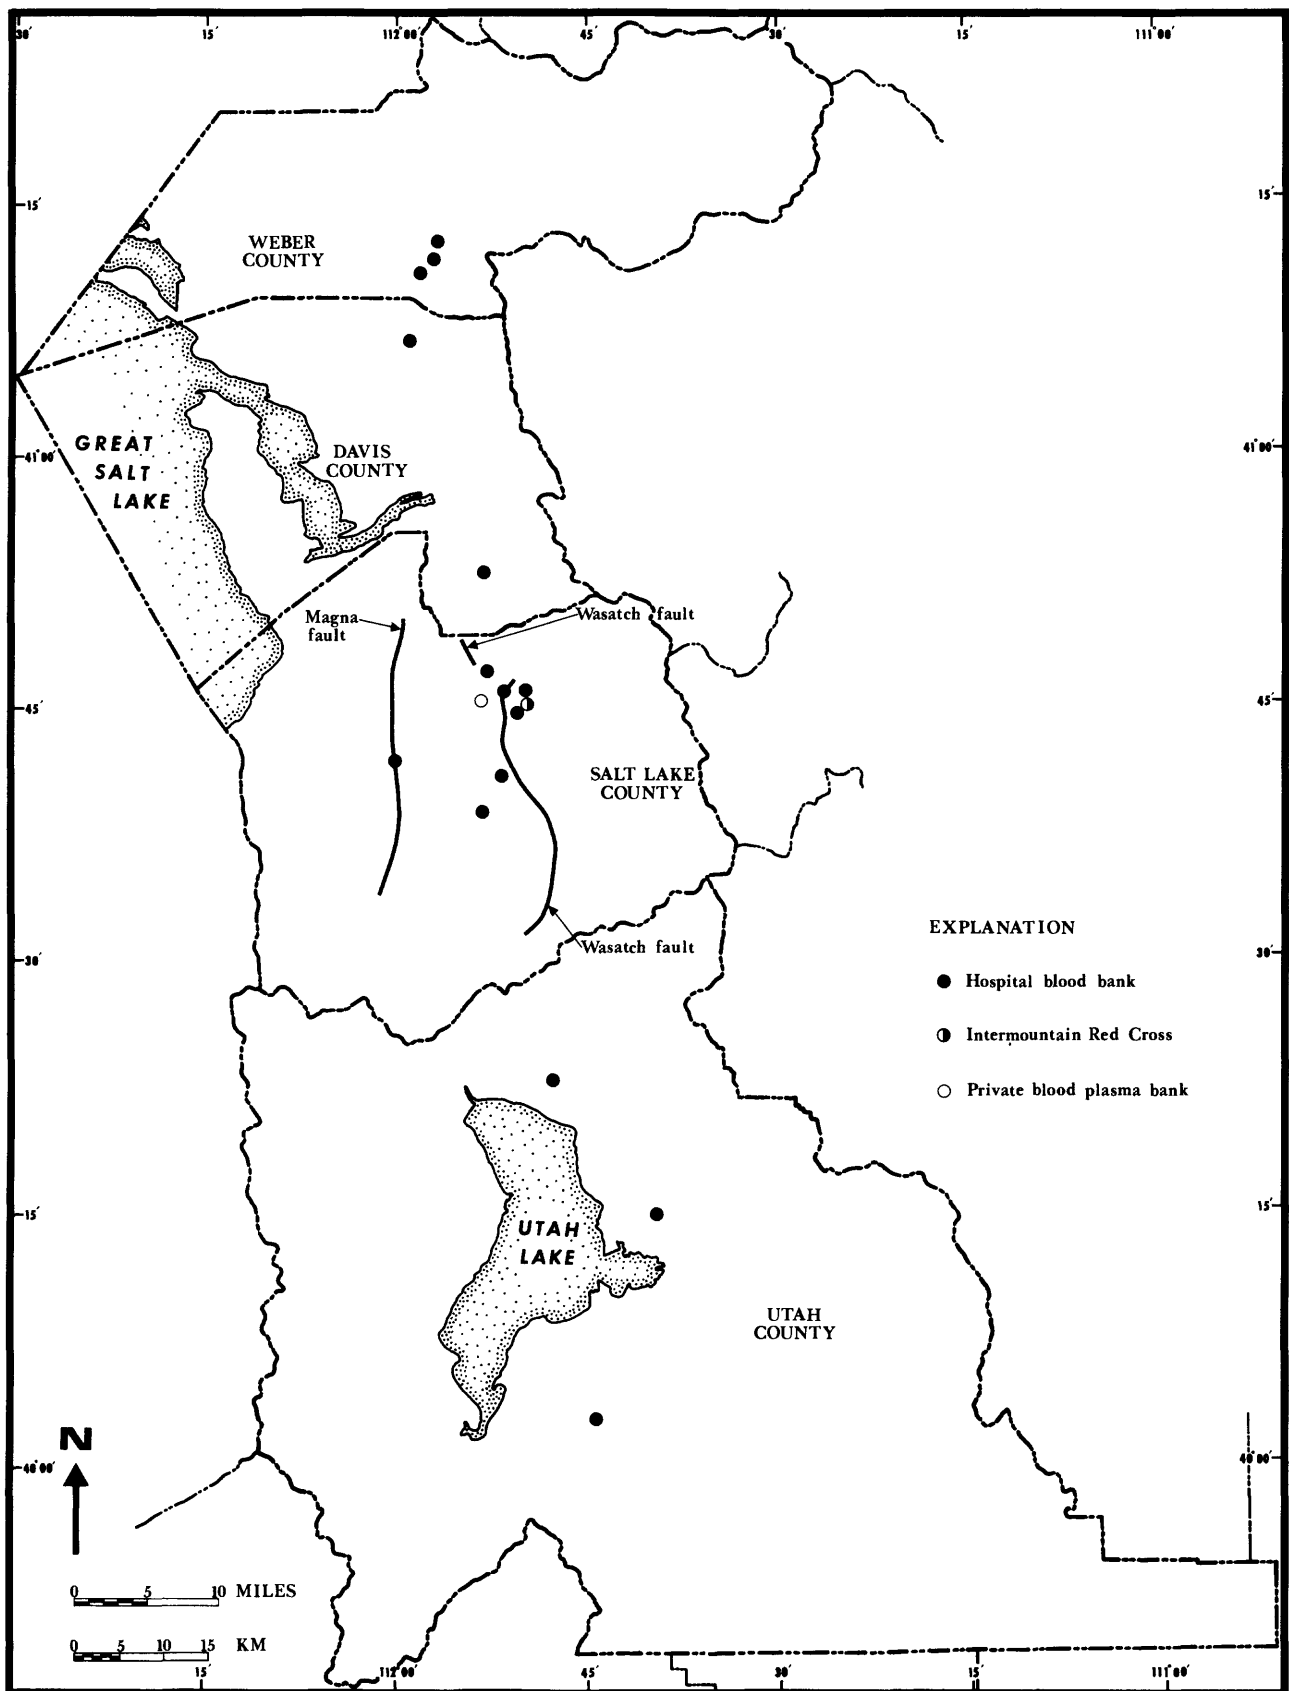 30′ 15′ 112°00′ 45′ 30′ 15′ 111°00′
15′ 15′
WEBER
COUNTY
GREAT
SALT
LAKE
DAVIS
COUNTY
41°00′ 41°00′
Magna
fault
Wasatch fault
45′ 45′
SALT LAKE
COUNTY
Wasatch fault
30′ 30′
EXPLANATION
Hospital blood bank
Intermountain Red Cross
Private blood plasma bank
15′ 15′
UTAH
LAKE
UTAH
COUNTY
N
40°00′ 40°00′
0 5 10 MILES
0 5 10 15 KM
15′ 112°00′ 45′ 30′ 15′ 111°00′